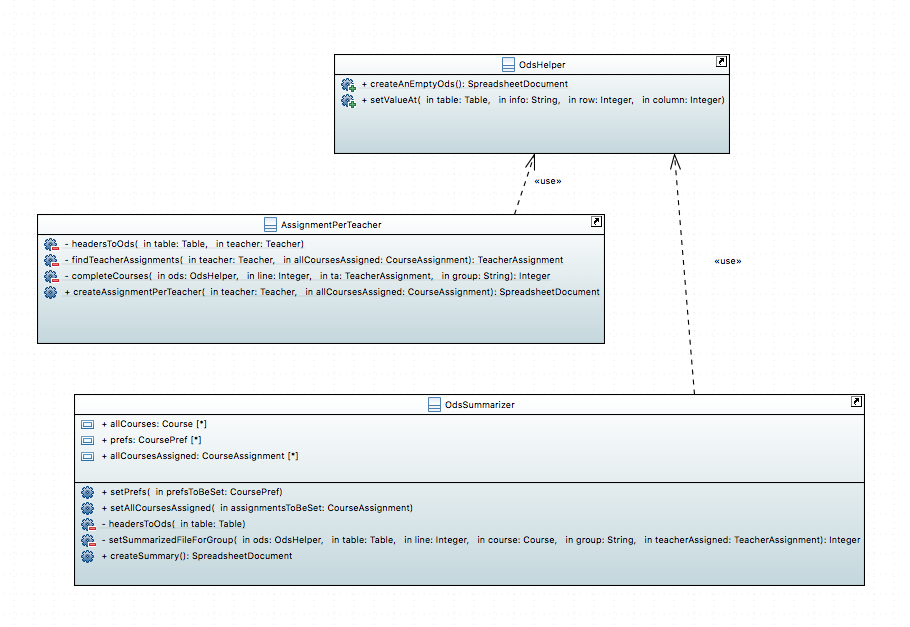 OdsHelper
+ createAnEmptyOds(): SpreadsheetDocument
+ setValueAt( in table: Table, in info: String, in row: Integer, in column: Integer)
«use»
AssignmentPerTeacher
- headersToOds( in table: Table, in teacher: Teacher)
- findTeacherAssignments( in teacher: Teacher, in allCoursesAssigned: CourseAssignment): TeacherAssignment
- completeCourses( in ods: OdsHelper, in line: Integer, in ta: TeacherAssignment, in group: String): Integer
+ createAssignmentPerTeacher( in teacher: Teacher, in allCoursesAssigned: CourseAssignment): SpreadsheetDocument
«use»
OdsSummarizer
+ allCourses: Course [*]
+ prefs: CoursePref [*]
+ allCoursesAssigned: CourseAssignment [*]
+ setPrefs( in prefsToBeSet: CoursePref)
+ setAllCoursesAssigned( in assignmentsToBeSet: CourseAssignment)
- headersToOds( in table: Table)
- setSummarizedFileForGroup( in ods: OdsHelper, in table: Table, in line: Integer, in course: Course, in group: String, in teacherAssigned: TeacherAssignment): Integer
+ createSummary(): SpreadsheetDocument